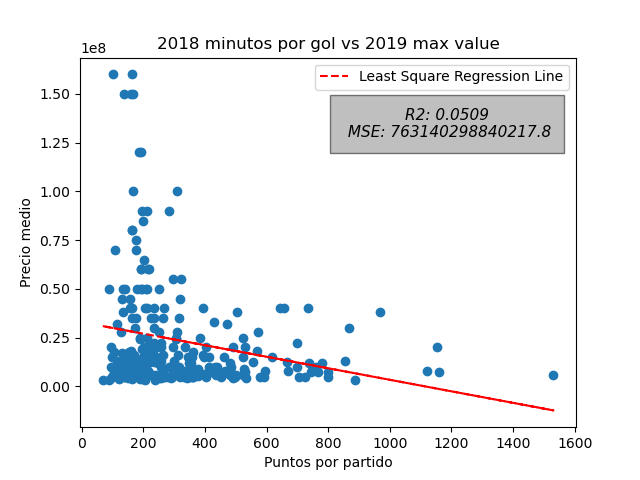 2018 minutos por gol vs 2019 max value
1e8
Least Square Regression Line
R2: 0.0509
MSE: 763140298840217.8
1.50
1.25
1.00
0.75
0.50
0.25
0.00
Precio medio
0 200 400 600 800 1000 1200 1400 1600
Puntos por partido